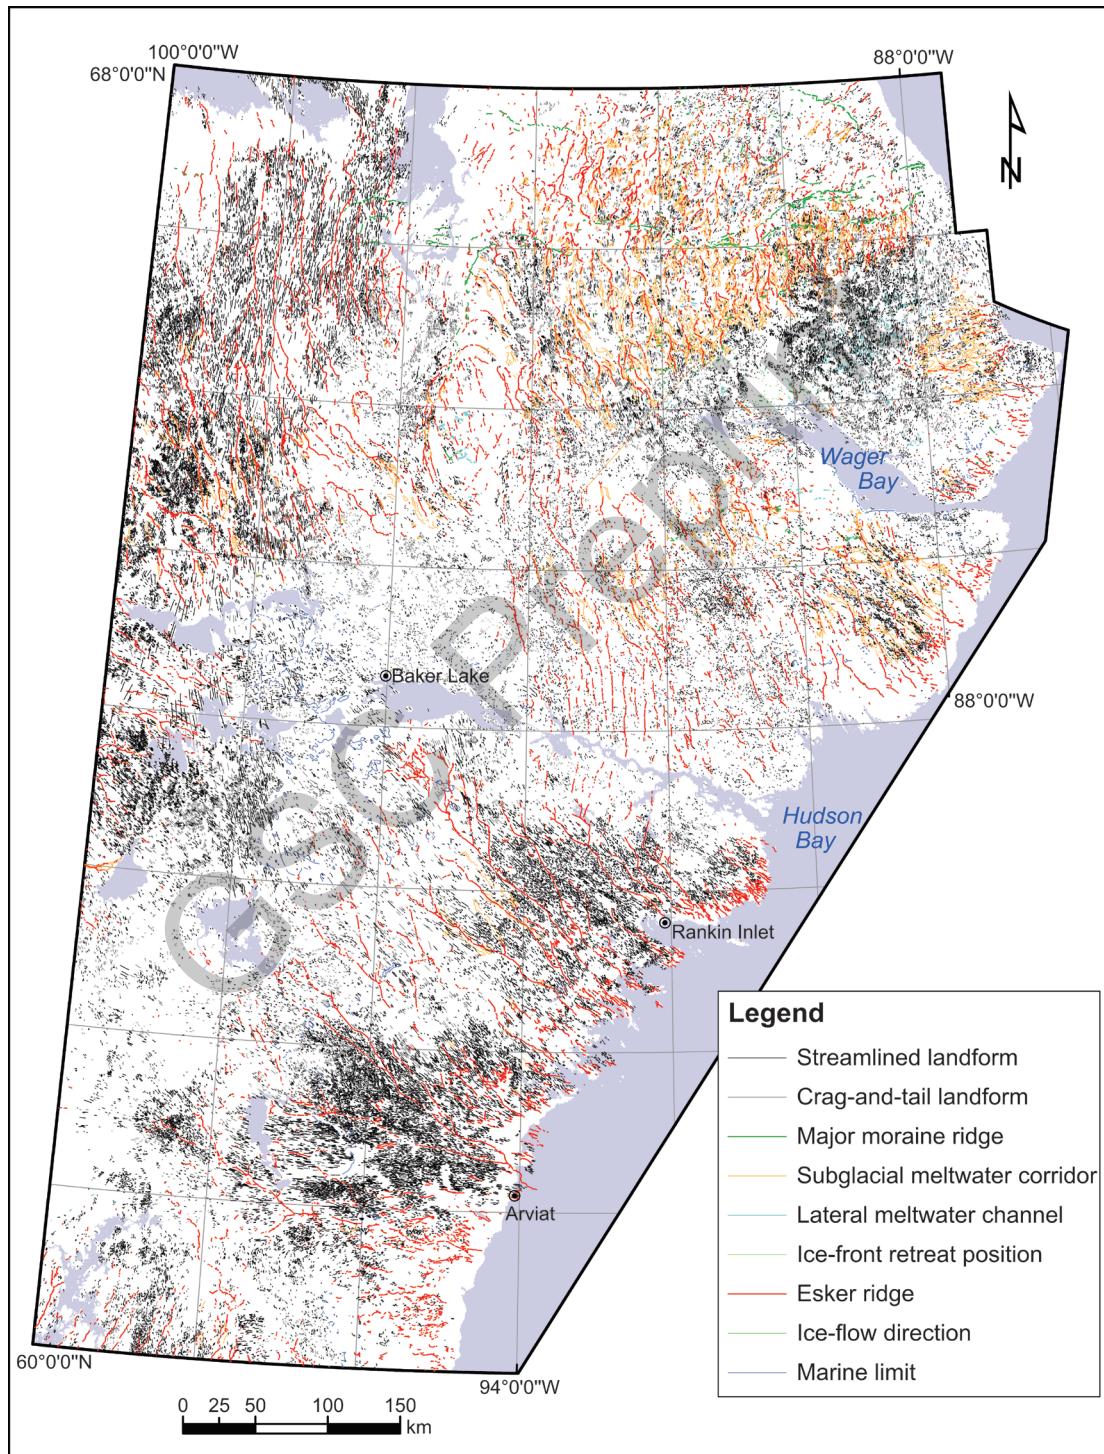 100°0'0"W
68°0'0"N
88°0'0"W
N
Wager
Bay
GSC Preprint
Baker Lake
88°0'0"W
Hudson
Bay
Rankin Inlet
Arviat
60°0'0"N
94°0'0"W
0 25 50 100 150
km
Legend
Streamlined landform
Crag-and-tail landform
Major moraine ridge
Subglacial meltwater corridor
Lateral meltwater channel
Ice-front retreat position
Esker ridge
Ice-flow direction
Marine limit